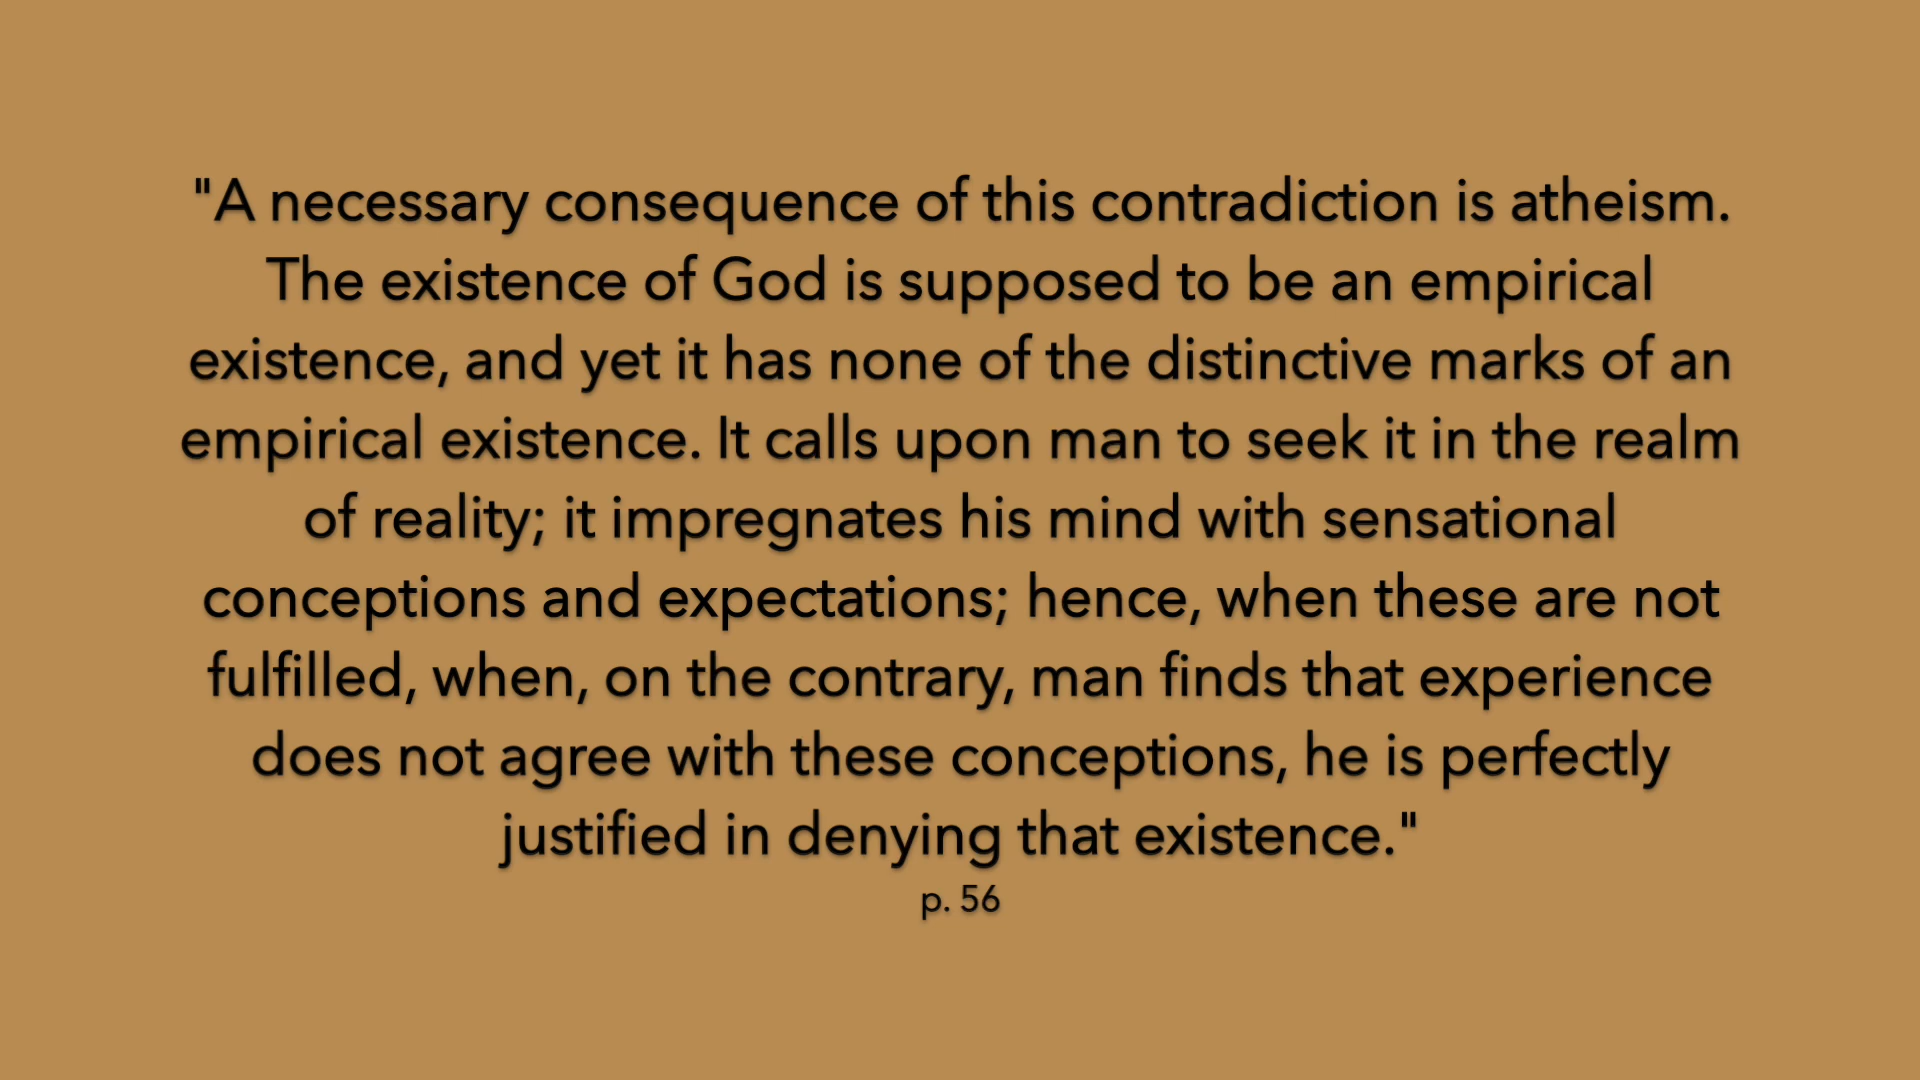 "A necessary consequence of this contradiction is atheism.
The existence of God is supposed to be an empirical
existence, and yet it has none of the distinctive marks of an
empirical existence. It calls upon man to seek it in the realm
of reality; it impregnates his mind with sensational
conceptions and expectations; hence, when these are not
fulfilled, when, on the contrary, man finds that experience
does not agree with these conceptions, he is perfectly
justified in denying that existence."
p. 56